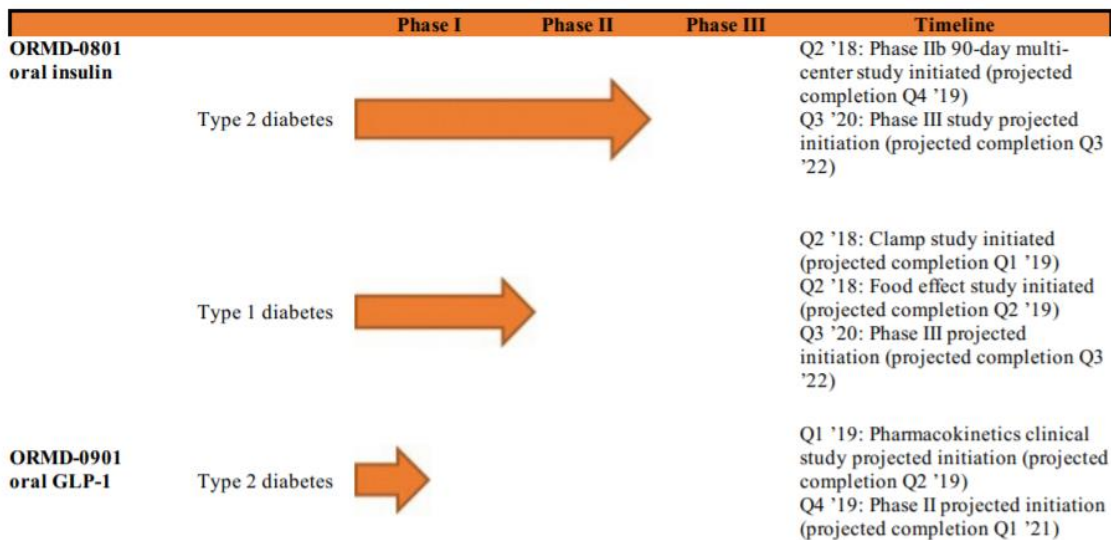 Phase I Phase II Phase III Timeline
ORMD-0801
oral insulin
Type 2 diabetes
Q2 ’18: Phase IIb 90-day multi-
center study initiated (projected
completion Q4 ’19)
Q3 ’20: Phase III study projected
initiation (projected completion Q3
’22)
Type 1 diabetes
Q2 ’18: Clamp study initiated
(projected completion Q1 ’19)
Q2 ’18: Food effect study initiated
(projected completion Q2 ’19)
Q3 ’20: Phase III projected
initiation (projected completion Q3
’22)
ORMD-0901
oral GLP-1
Type 2 diabetes
Q1 ’19: Pharmacokinetics clinical
study projected initiation (projected
completion Q2 ’19)
Q4 ’19: Phase II projected initiation
(projected completion Q1 ’21)